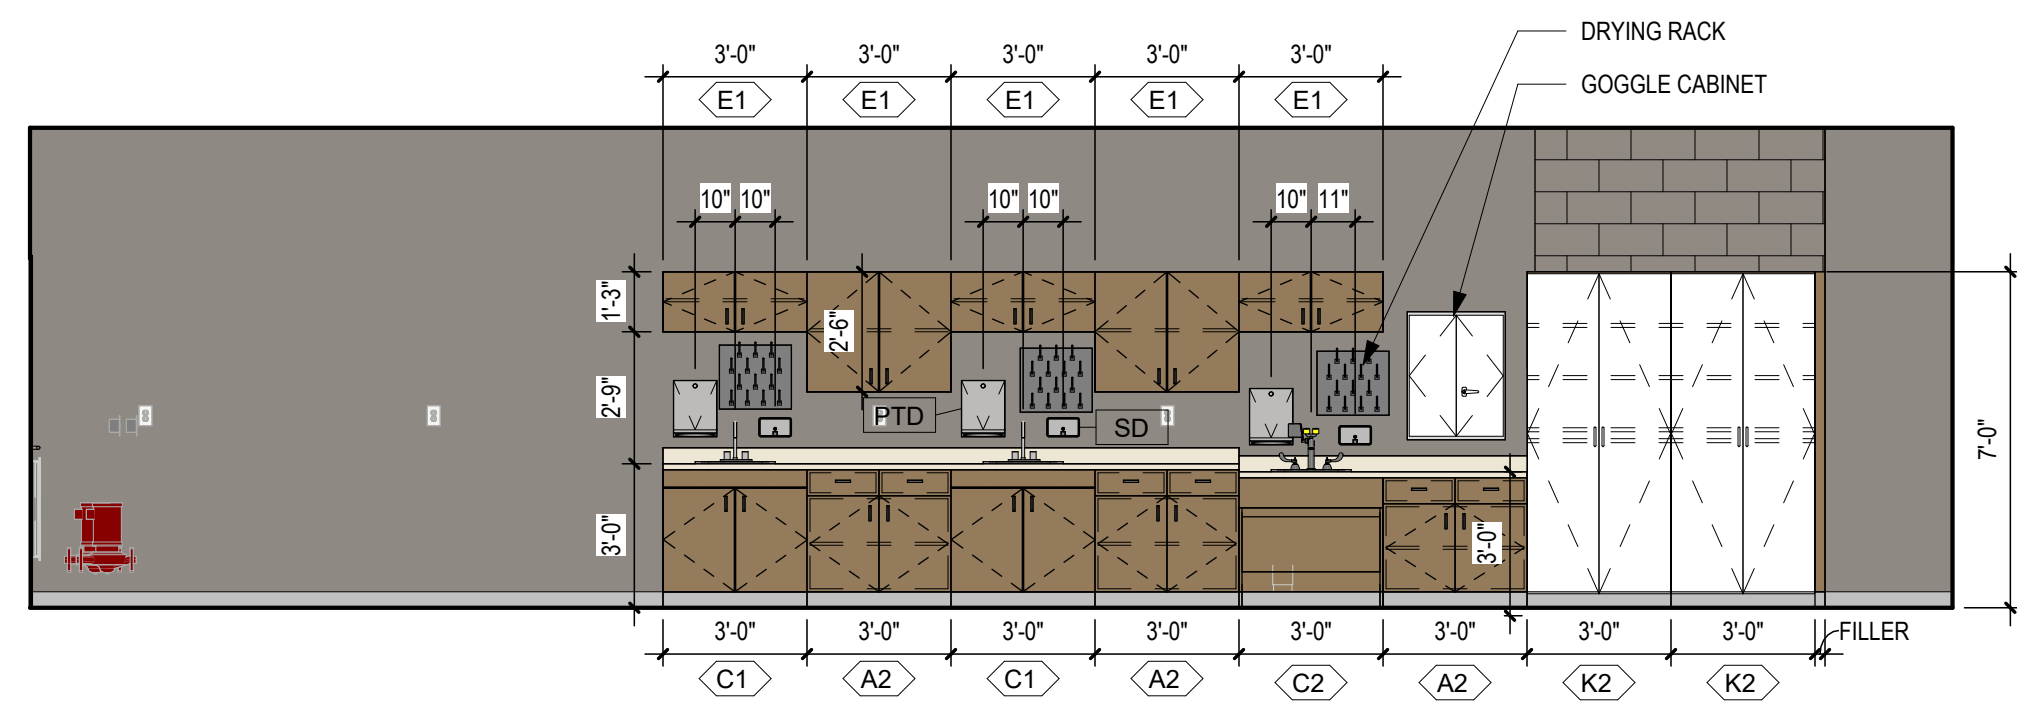 DRYING RACK
3'-0" 3'-0" 3'-0" 3'-0" 3'-0"
GOGGLE CABINET
E1 E1 E1 E1 E1
10" 10" 10" 10" 10" 11"
1'-3"
2'-6"
2'-9"
PTD
SD
7'-0"
3'-0"
3'-0"
3'-0" 3'-0" 3'-0" 3'-0" 3'-0" 3'-0" 3'-0" 3'-0" FILLER
C1 A2 C1 A2 C2 A2 K2 K2